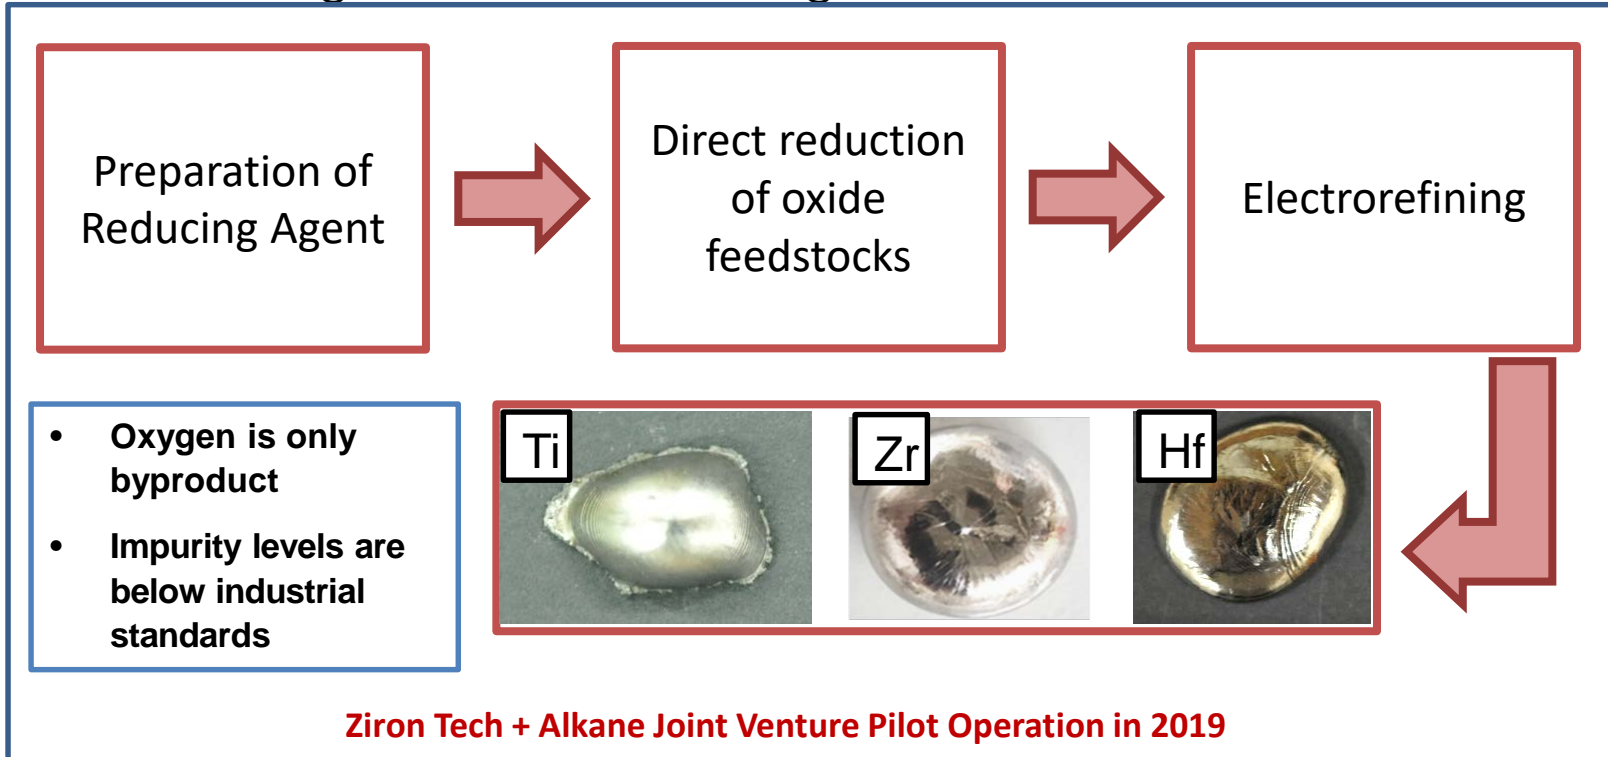 Preparation of
Reducing Agent
Direct reduction
of oxide
feedstocks
Electrorefining
• Oxygen is only
byproduct
• Impurity levels are
below industrial
standards
Ti
Zr
Hf
Ziron Tech + Alkane Joint Venture Pilot Operation in 2019